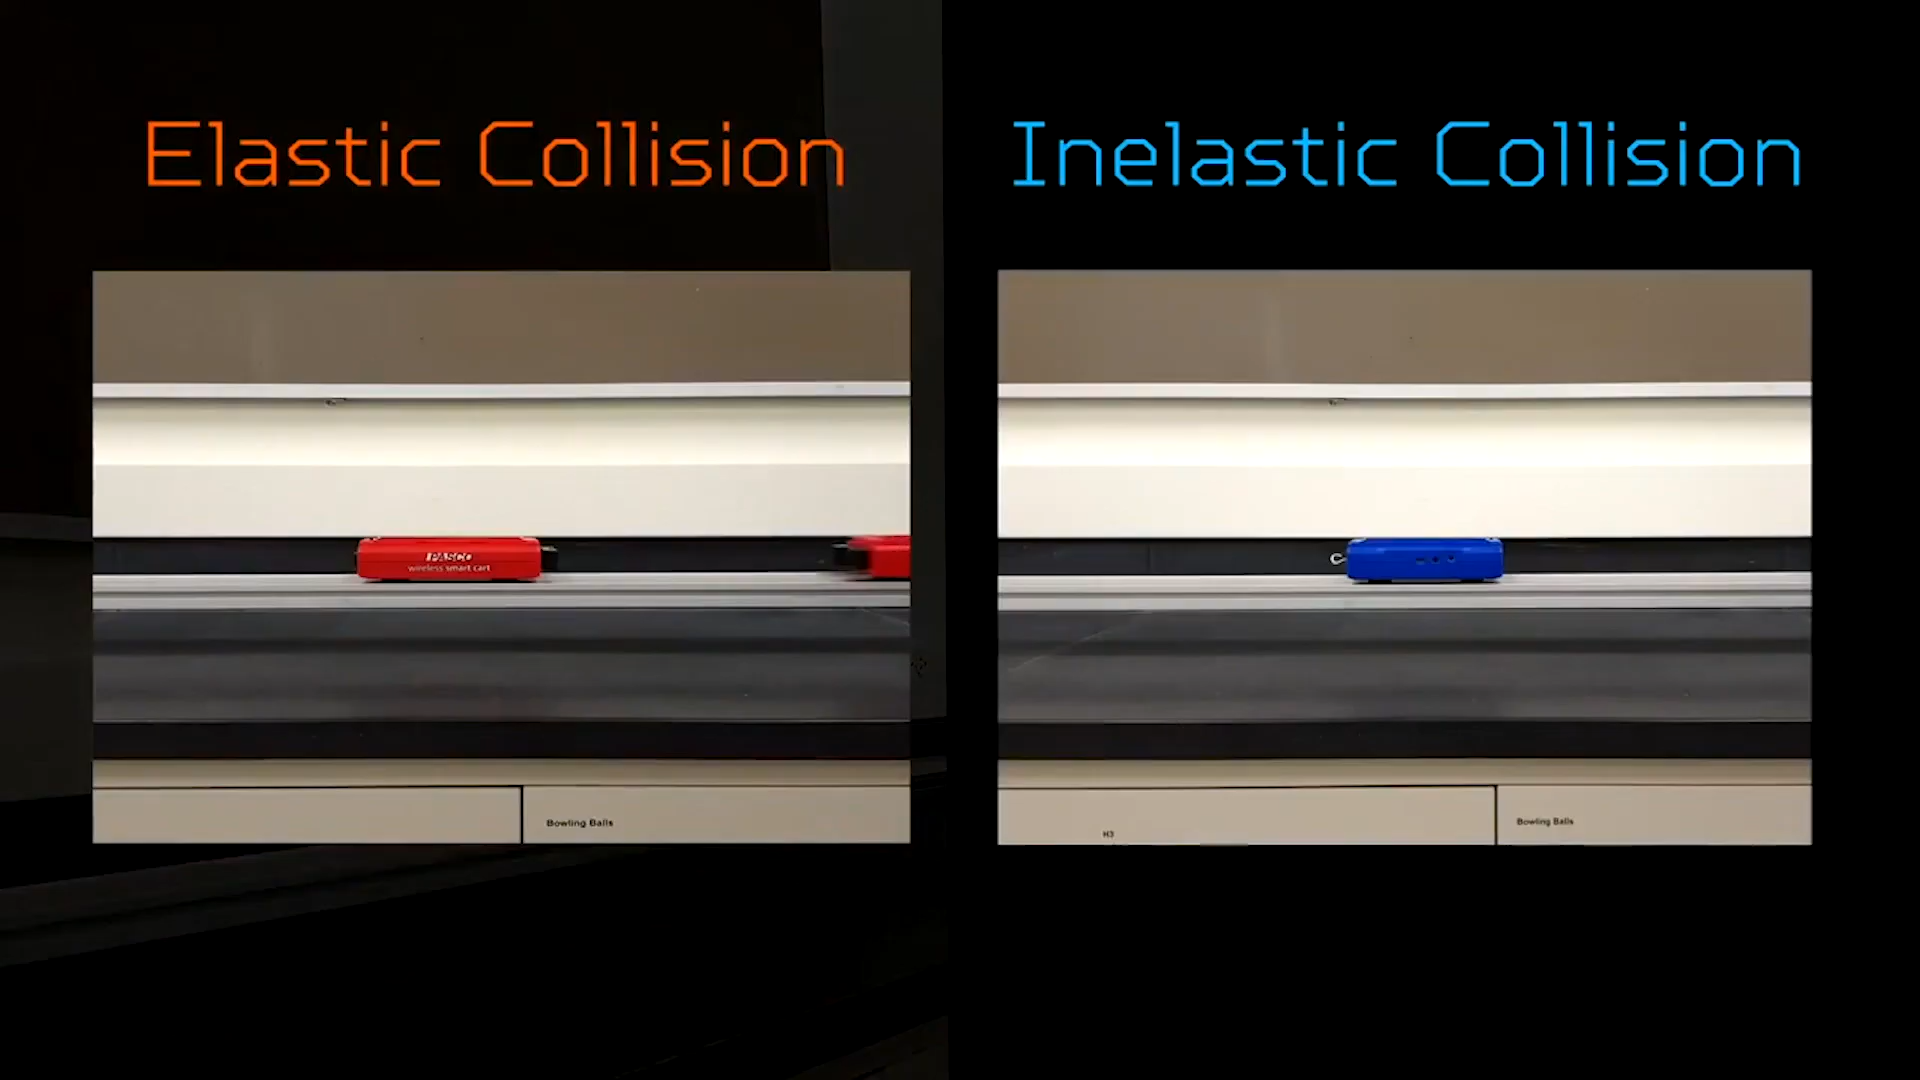 Elastic Collision
Inelastic Collision
PASCO
wireless smart cart
Bowling Balls
H3
Bowling Balls